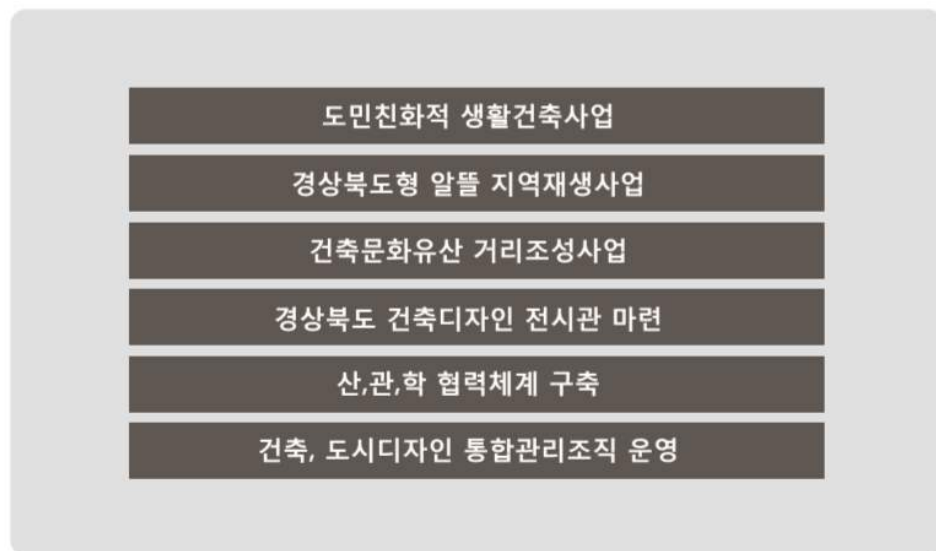 도민친화적 생활건축사업
경상북도형 알뜰 지역재생사업
건축문화유산 거리조성사업
경상북도 건축디자인 전시관 마련
산,관,학 협력체계 구축
건축, 도시디자인 통합관리조직 운영